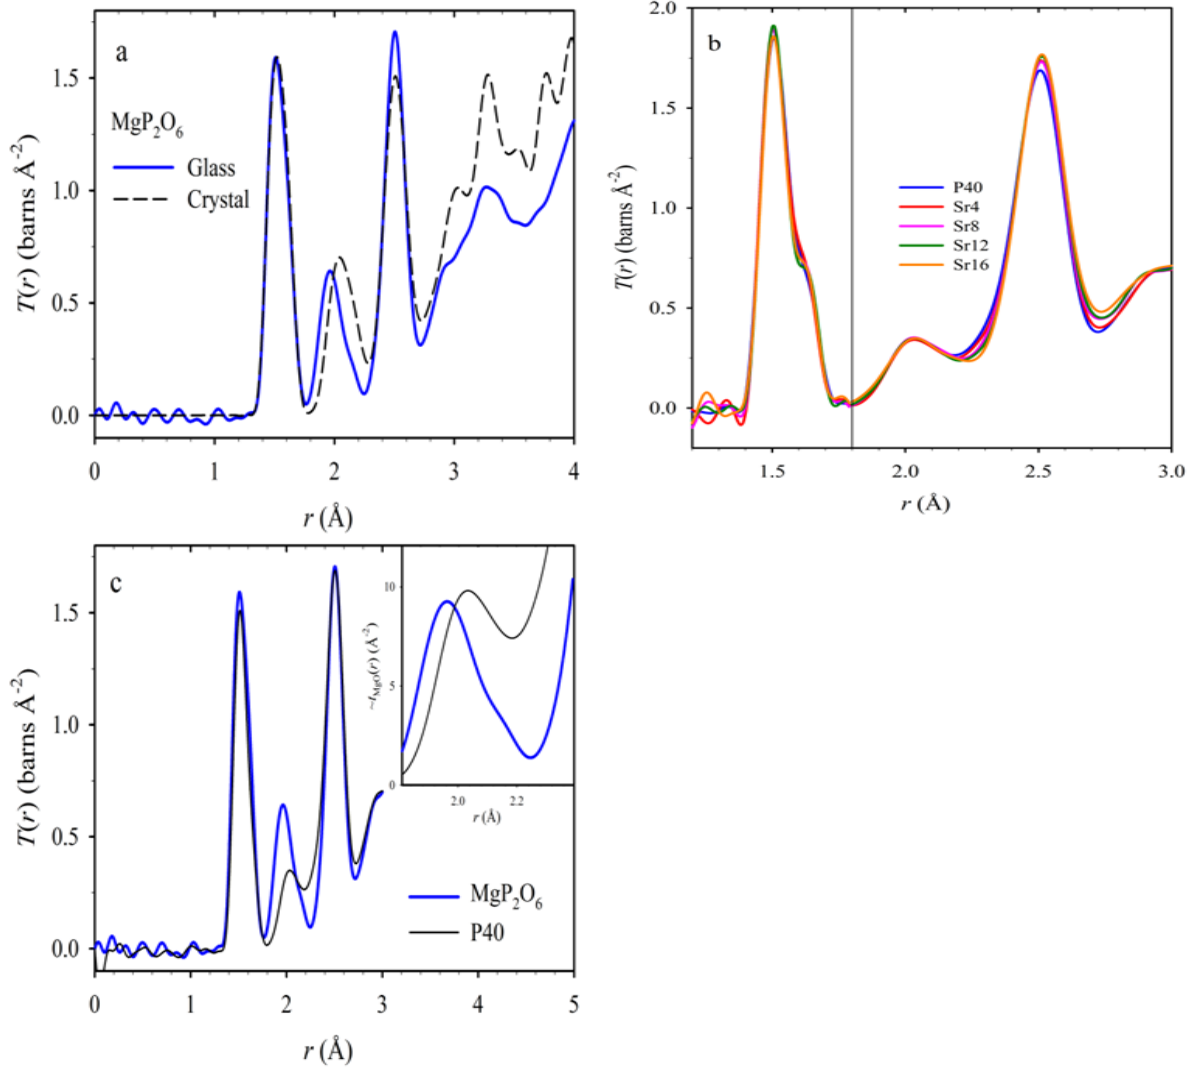 a
MgP₂O₆
Glass
Crystal
T(r) (barns Å⁻²)
1.5
1.0
0.5
0.0
0 1 2 3 4
r (Å)
b
P40
Sr4
Sr8
Sr12
Sr16
T(r) (barns Å⁻²)
2.0
1.5
1.0
0.5
0.0
1.5 2.0 2.5 3.0
r (Å)
c
T(r) (barns Å⁻²)
1.5
1.0
0.5
0.0
0 1 2 3 4 5
r (Å)
~t_MgO(r) (Å⁻²)
10
5
0
2.0 2.2
r (Å)
MgP₂O₆
P40